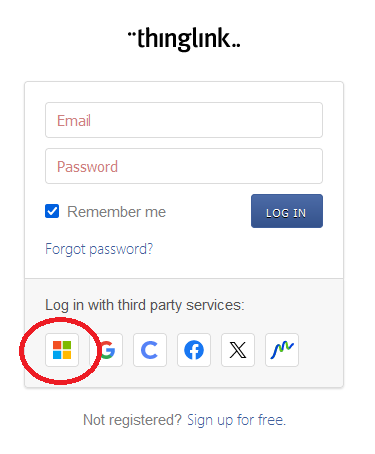 thinglink
Email
Password
Remember me
LOG IN
Forgot password?
Log in with third party services:
Not registered? Sign up for free.